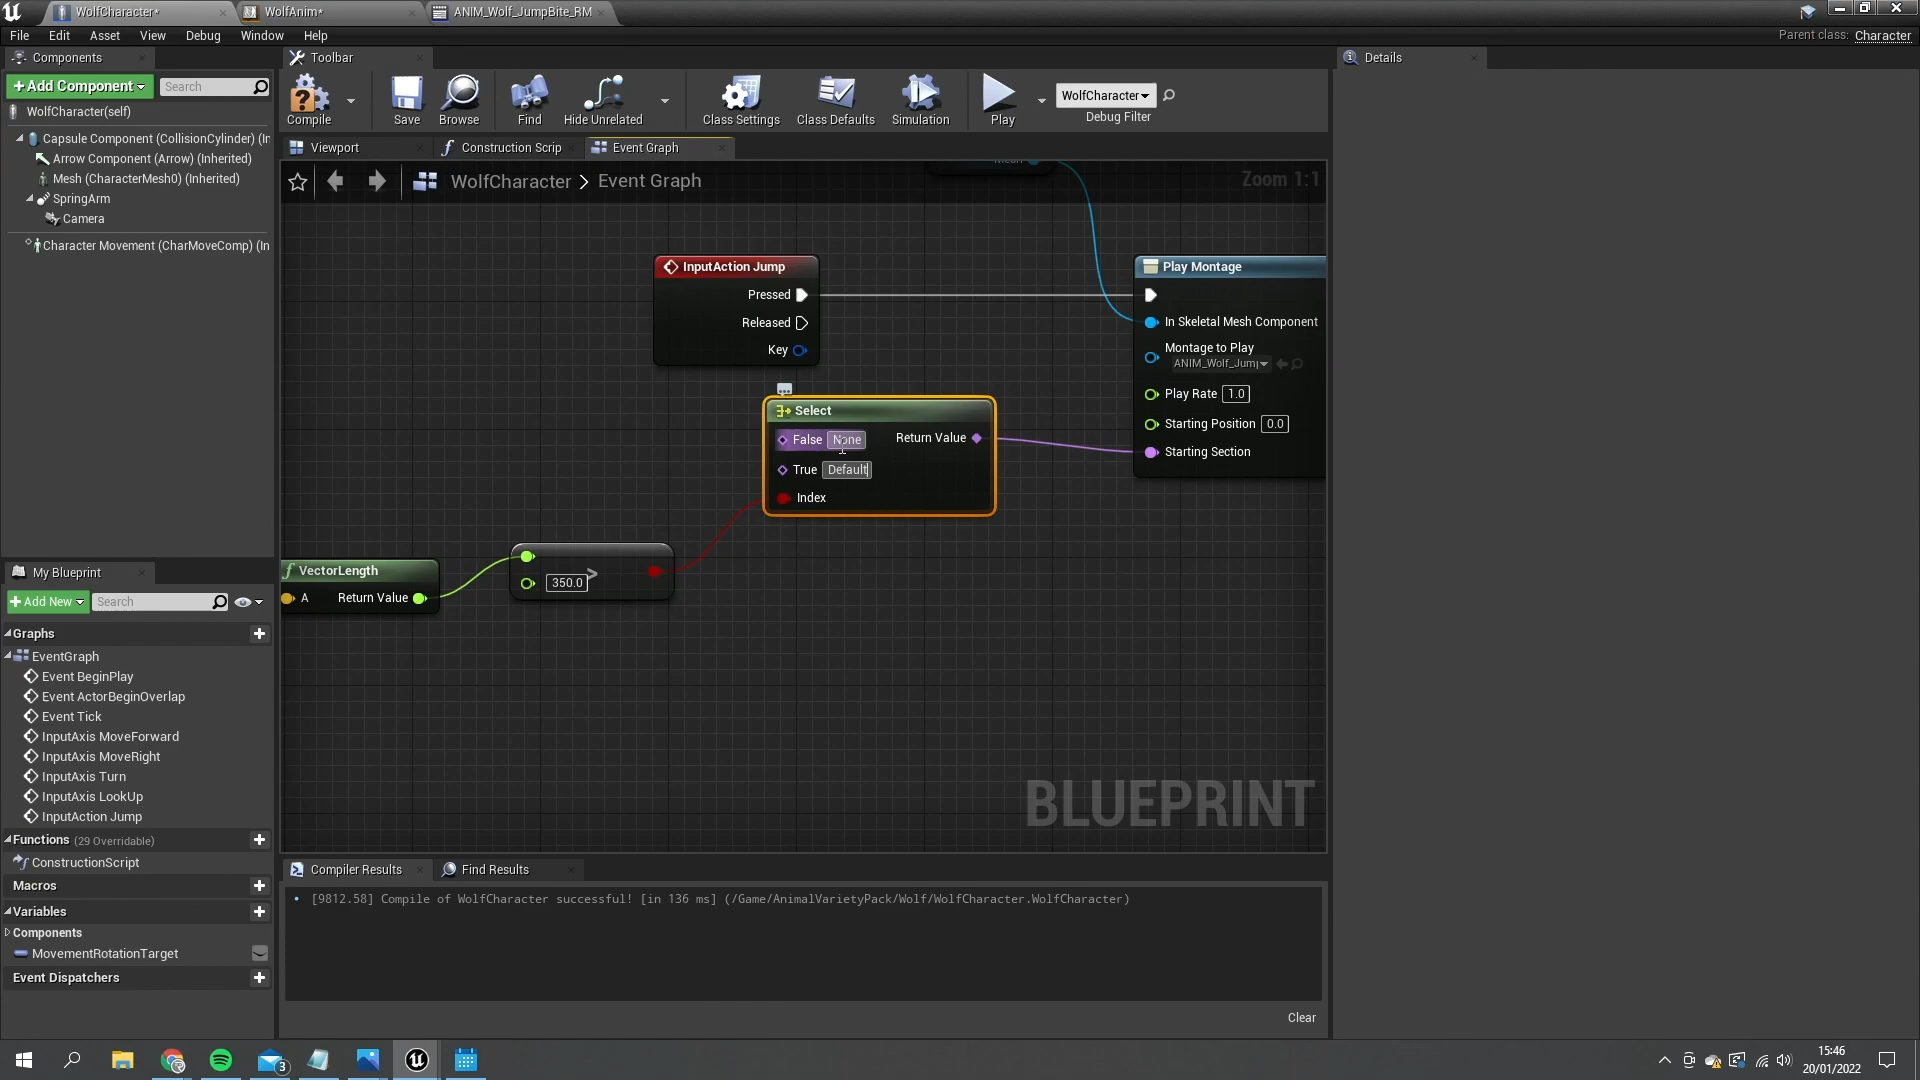 WolfCharacter*
WolfAnim*
ANIM_Wolf_JumpBite_RM
File Edit Asset View Debug Window Help
Parent class: Character
Components
Toolbar
Details
+Add Component
Search
Compile
Save
Browse
Find
Hide Unrelated
Class Settings
Class Defaults
Simulation
Play
WolfCharacter
Debug Filter
WolfCharacter(self)
Capsule Component (CollisionCylinder) (In
Arrow Component (Arrow) (Inherited)
Mesh (CharacterMesh0) (Inherited)
SpringArm
Camera
Character Movement (CharMoveComp) (In
Viewport
Construction Scrip
Event Graph
WolfCharacter > Event Graph
Zoom 1:1
InputAction Jump
Pressed
Released
Key
Play Montage
In Skeletal Mesh Component
Montage to Play
ANIM_Wolf_Jump
Play Rate 1.0
Starting Position 0.0
Starting Section
Select
False None
Return Value
True Default
Index
VectorLength
A
Return Value
350.0
>
BLUEPRINT
My Blueprint
+Add New
Search
Graphs
EventGraph
Event BeginPlay
Event ActorBeginOverlap
Event Tick
InputAxis MoveForward
InputAxis MoveRight
InputAxis Turn
InputAxis LookUp
InputAction Jump
Functions (29 Overridable)
ConstructionScript
Macros
Variables
Components
MovementRotationTarget
Event Dispatchers
Compiler Results
Find Results
[9812.58] Compile of WolfCharacter successful! [in 136 ms] (/Game/AnimalVarietyPack/Wolf/WolfCharacter.WolfCharacter)
Clear
3
15:46
20/01/2022